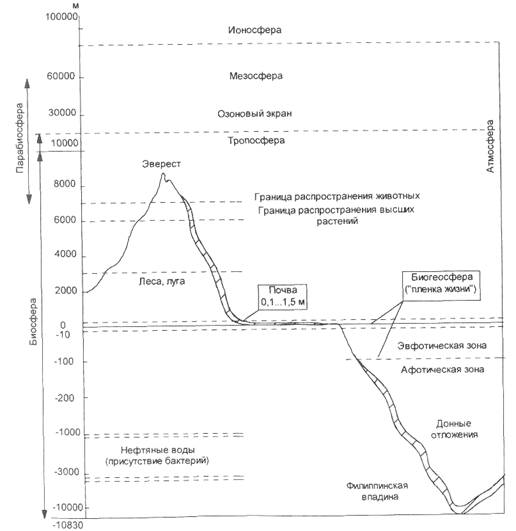 м
100000
Ионосфера
60000
Мезосфера
30000
Озоновый экран
10000
Тропосфера
Парабиосфера
Атмосфера
Эверест
8000
Граница распространения животных
6000
Граница распространения высших
растений
4000
2000
Леса, луга
Почва
0,1...1,5 м
Биогеосфера
("пленка жизни")
Биосфера
0
-10
Эвфотическая зона
-100
Афотическая зона
-200
-1000
Донные
отложения
Нефтяные воды
(присутствие бактерий)
-3000
Филиппинская
впадина
-10000
-10830